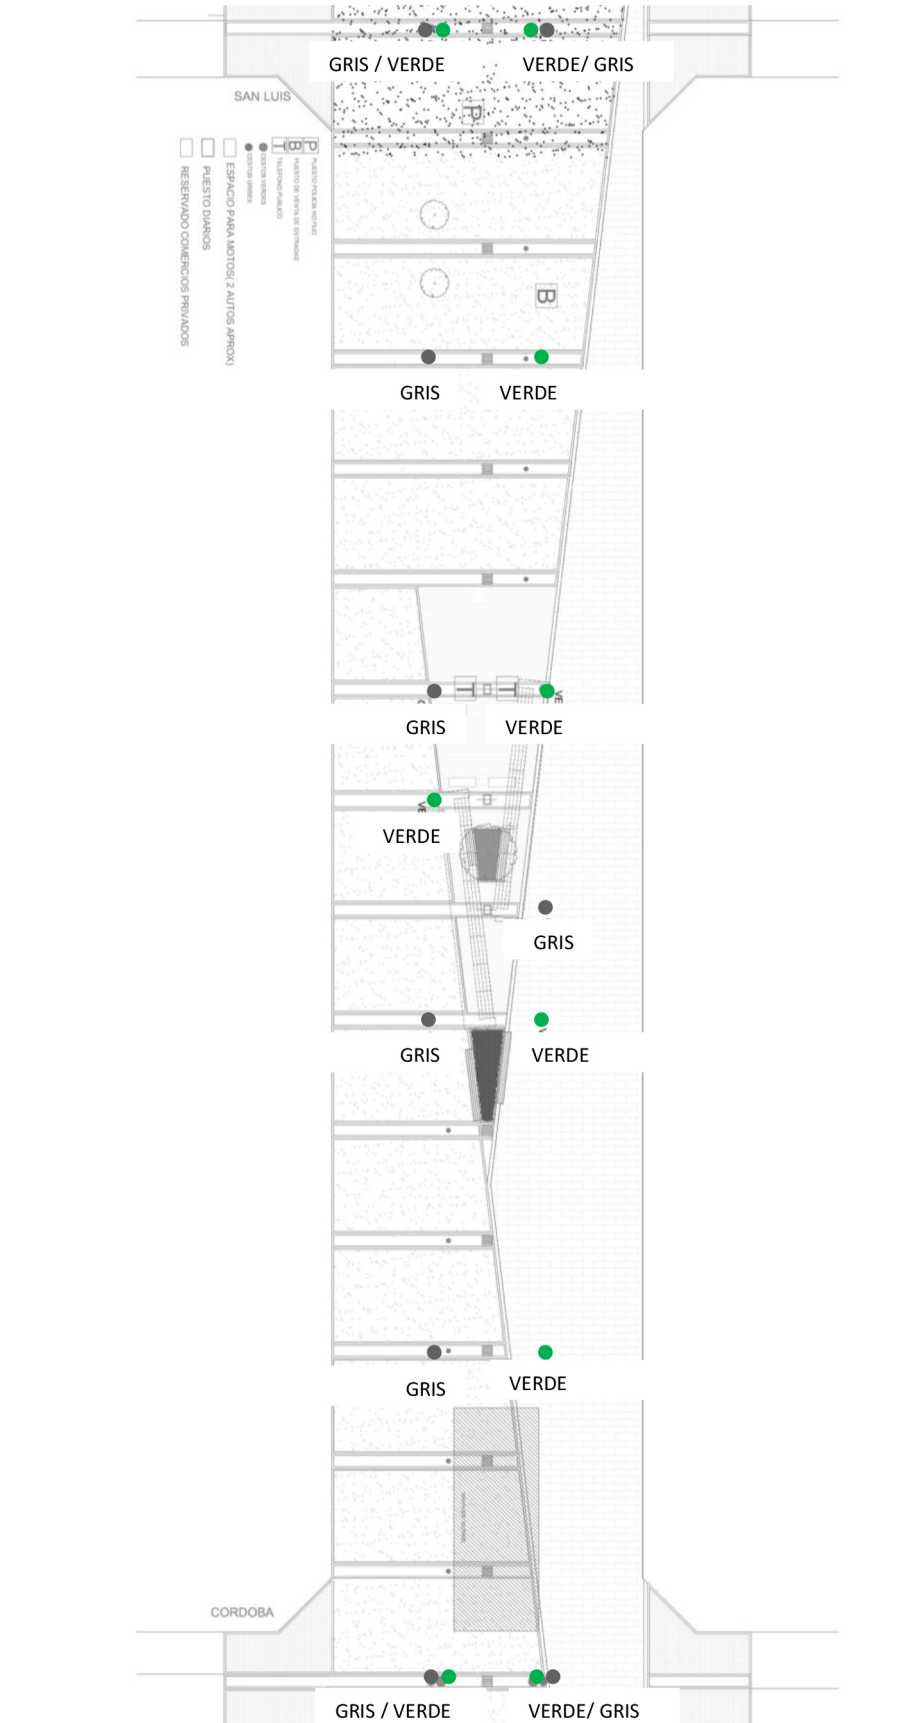 GRIS / VERDE
VERDE/ GRIS
SAN LUIS
P
P
PUESTO POLICIA NO FIJO
B
PUESTO DE VENTA DE ENTRADAS
T
TELEFONO PUBLICO
CESTOS VERDES
CESTOS GRISES
ESPACIO PARA MOTOS( 2 AUTOS APROX)
PUESTO DIARIOS
RESERVADO COMERCIOS PRIVADOS
B
GRIS
VERDE
T
T
VE
GRIS
VERDE
VE
VERDE
GRIS
GRIS
VERDE
GRIS
VERDE
CORDOBA
GRIS / VERDE
VERDE/ GRIS